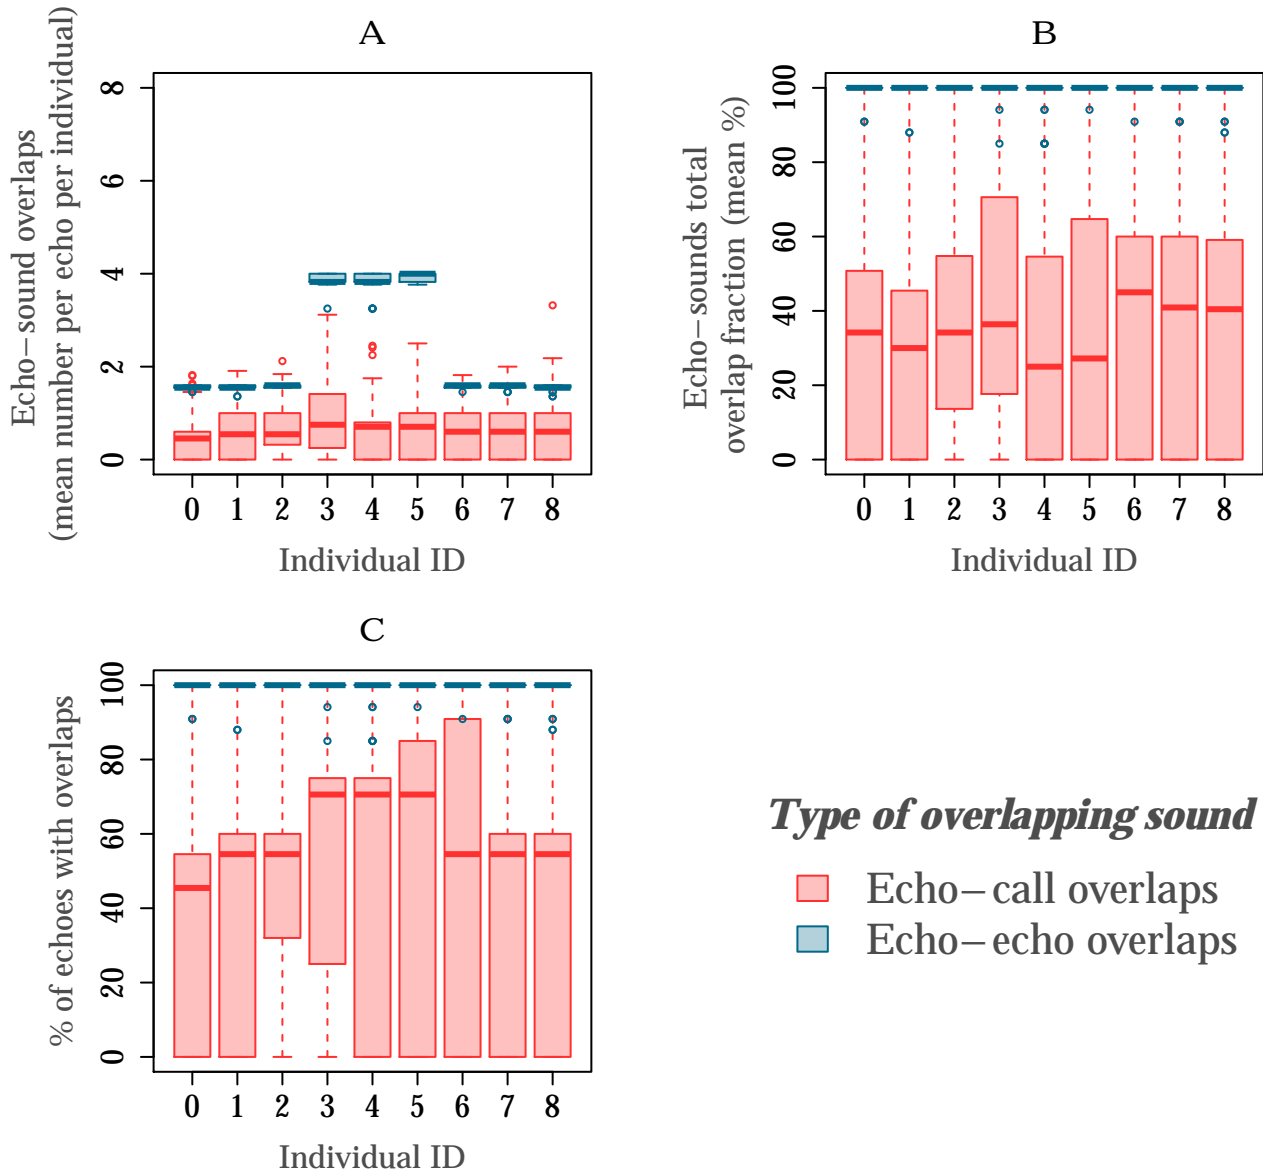 A
Echo−sound overlaps
(mean number per echo per individual)
8
6
4
2
0
0 1 2 3 4 5 6 7 8
Individual ID
B
Echo−sounds total
overlap fraction (mean %)
100
80
60
40
20
0
0 1 2 3 4 5 6 7 8
Individual ID
C
% of echoes with overlaps
100
80
60
40
20
0
0 1 2 3 4 5 6 7 8
Individual ID
Type of overlapping sound
Echo−call overlaps
Echo−echo overlaps